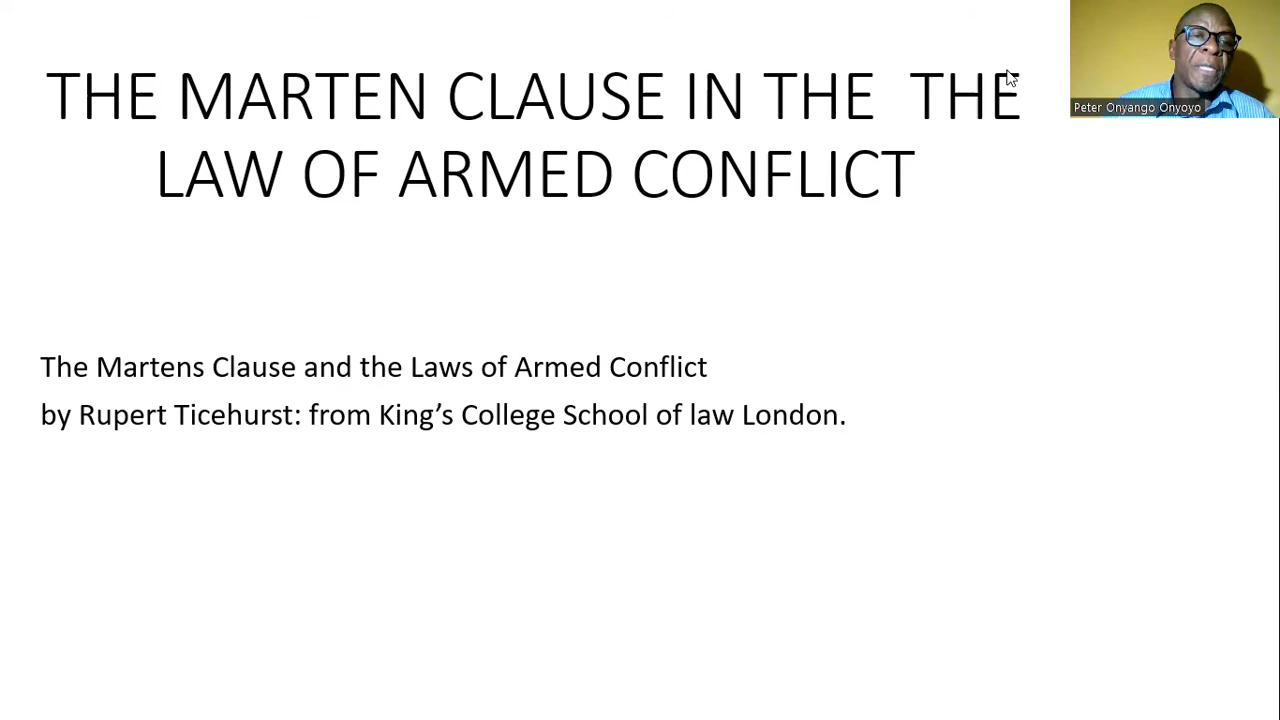 THE MARTEN CLAUSE IN THE THE
LAW OF ARMED CONFLICT
Peter Onyango Onyoyo
The Martens Clause and the Laws of Armed Conflict
by Rupert Ticehurst: from King’s College School of law London.